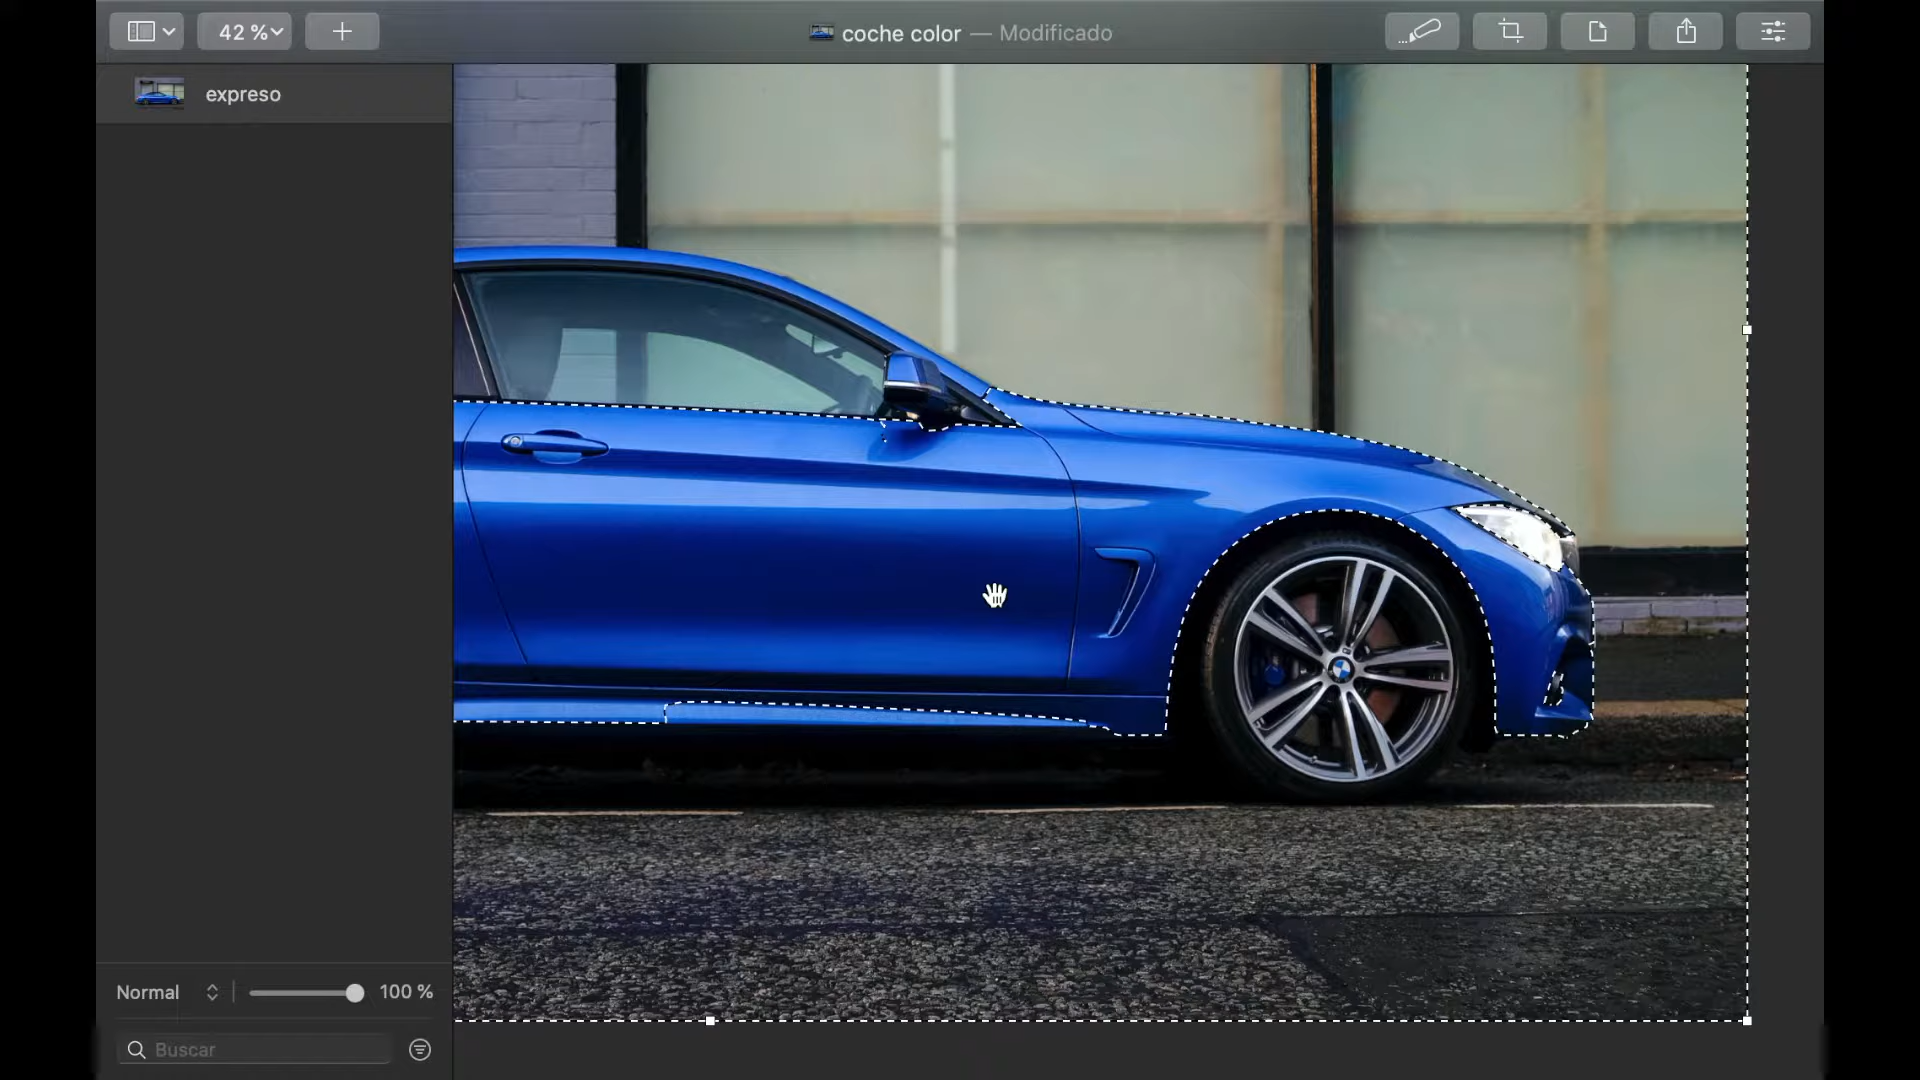 42 %
coche color — Modificado
expreso
Normal
100 %
Buscar